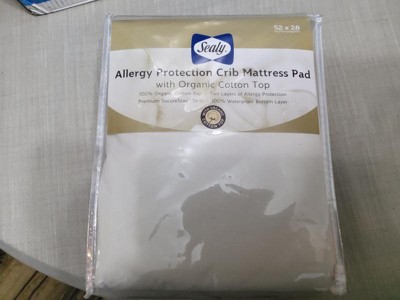 52 x 28
Sealy
Allergy Protection Crib Mattress Pad
with Organic Cotton Top
100% Organic Cotton Top Two Layers of Allergy Protection
Premium 100% Waterproof Bottom Layer